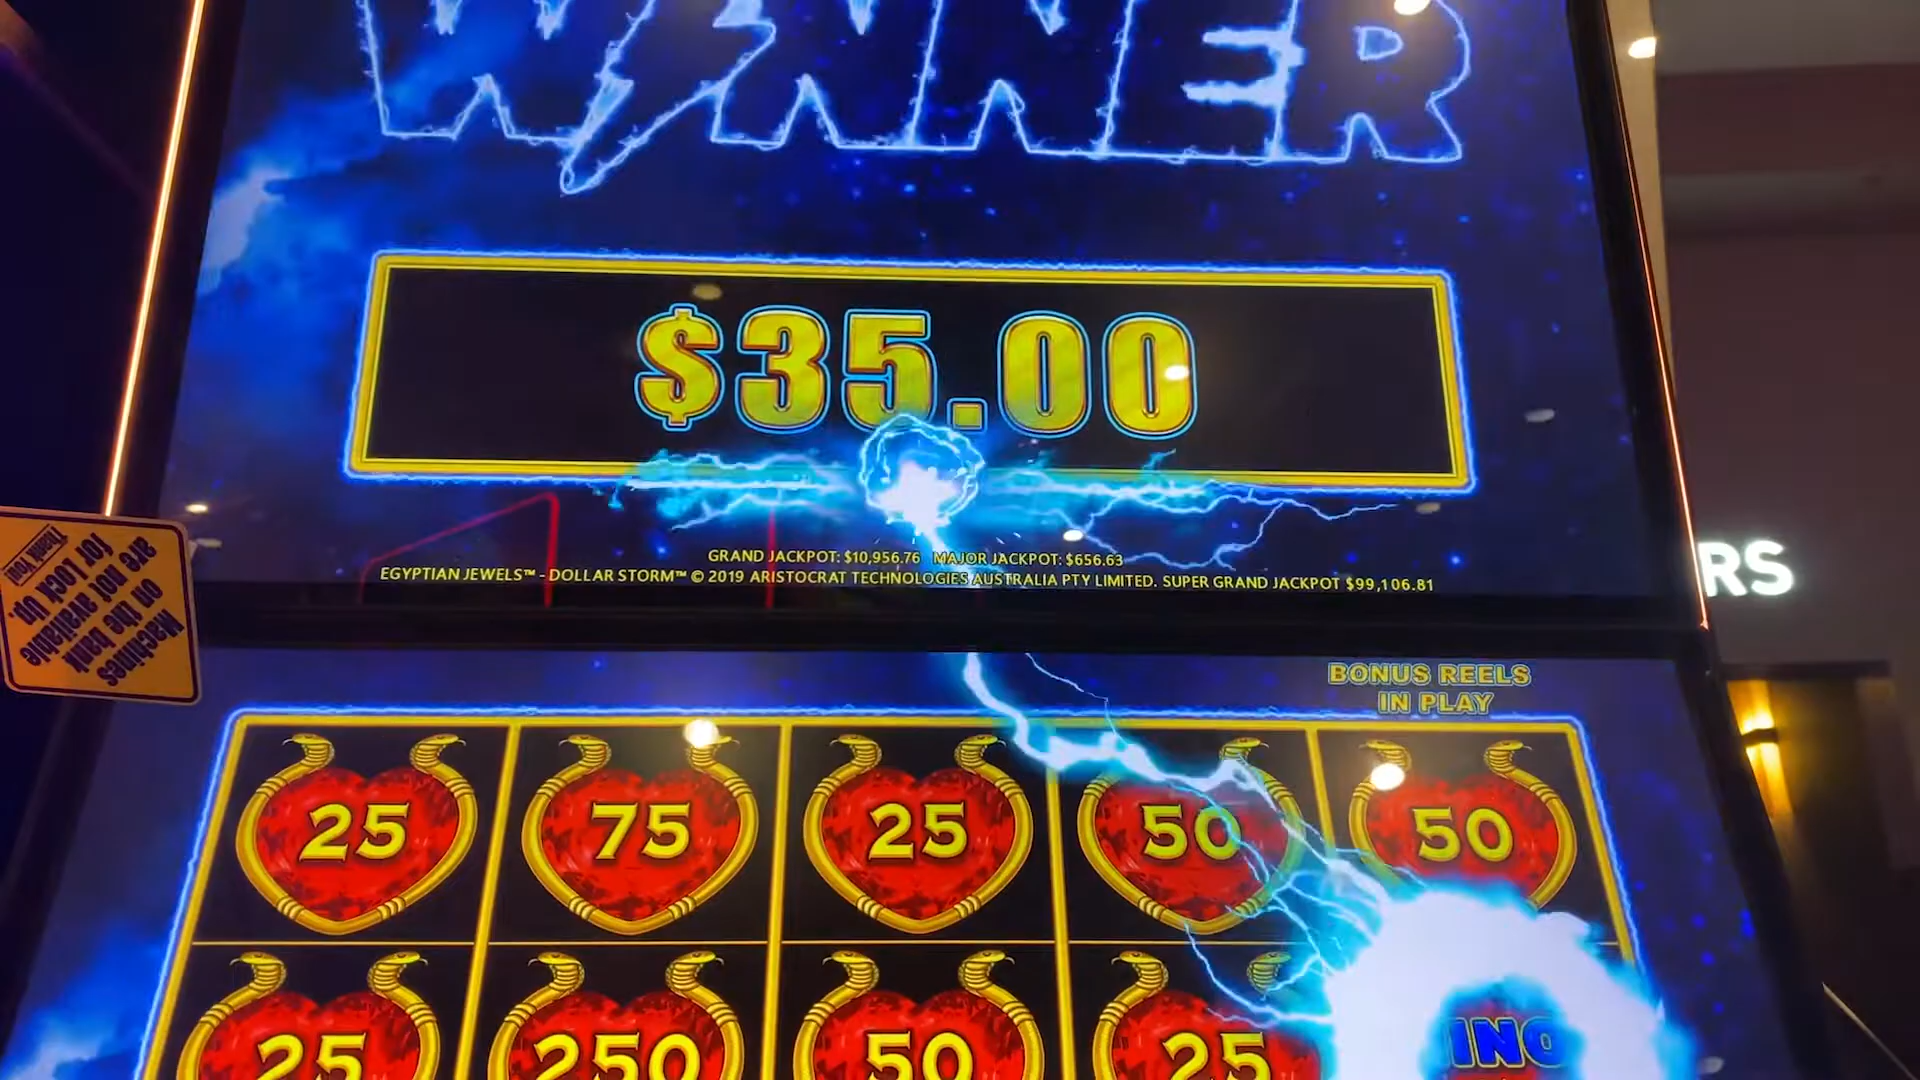 WINNER
$35.00
GRAND JACKPOT: $10,956.76 MAJOR JACKPOT: $656.63
EGYPTIAN JEWELS™ - DOLLAR STORM™ © 2019 ARISTOCRAT TECHNOLOGIES AUSTRALIA PTY LIMITED. SUPER GRAND JACKPOT $99,106.81
RS
Machines
on the bank
are not available
for Lock Up.
Thank You!
BONUS REELS
IN PLAY
25 75 25 50 50
25 250 50 25